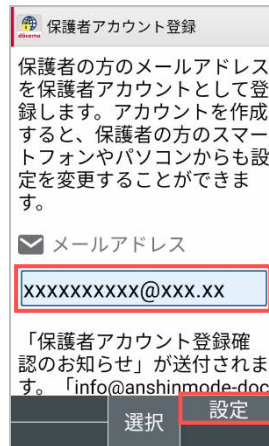 docomo
保護者アカウント登録
保護者の方のメールアドレス
を保護者アカウントとして登
録します。アカウントを作成
すると、保護者の方のスマー
トフォンやパソコンからも設
定を変更することができま
す。
メールアドレス
xxxxxxxxxx@xxx.xx
「保護者アカウント登録確
認のお知らせ」が送付されま
す。「info@anshinmode-doc
選択
設定